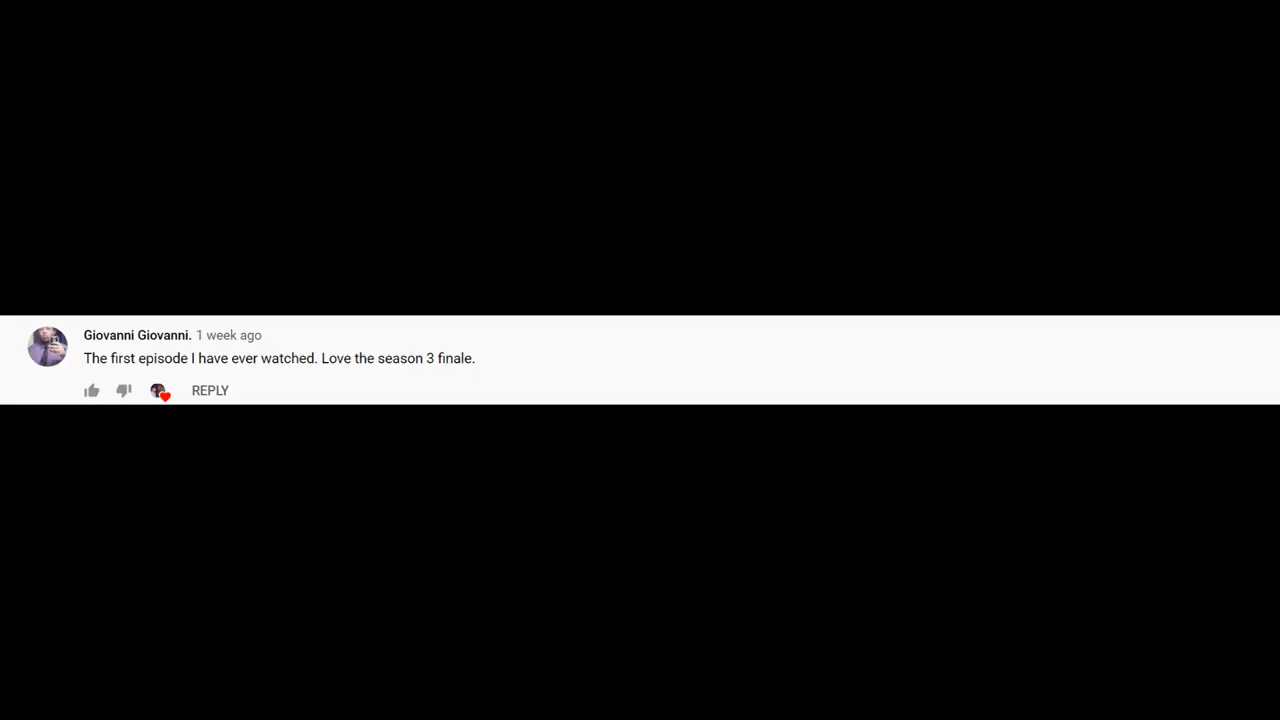 Giovanni Giovanni. 1 week ago
The first episode I have ever watched. Love the season 3 finale.
REPLY